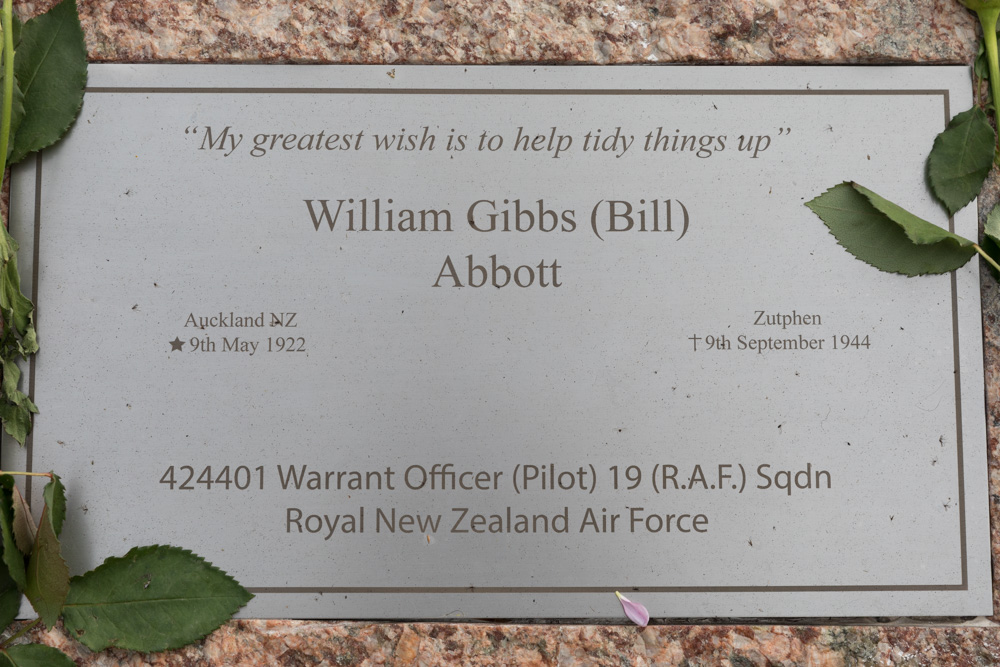 “My greatest wish is to help tidy things up”
William Gibbs (Bill)
Abbott
Auckland NZ
★ 9th May 1922
Zutphen
† 9th September 1944
424401 Warrant Officer (Pilot) 19 (R.A.F.) Sqdn
Royal New Zealand Air Force